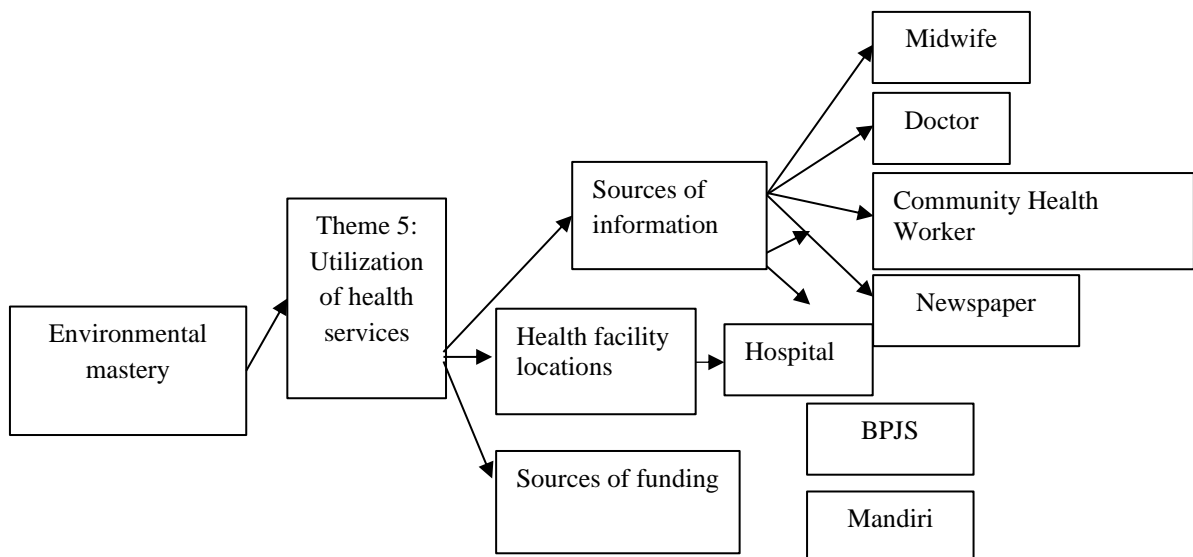 Environmental
mastery
Theme 5:
Utilization
of health
services
Sources of
information
Health facility
locations
Sources of funding
Midwife
Doctor
Community Health
Worker
Newspaper
Hospital
BPJS
Mandiri